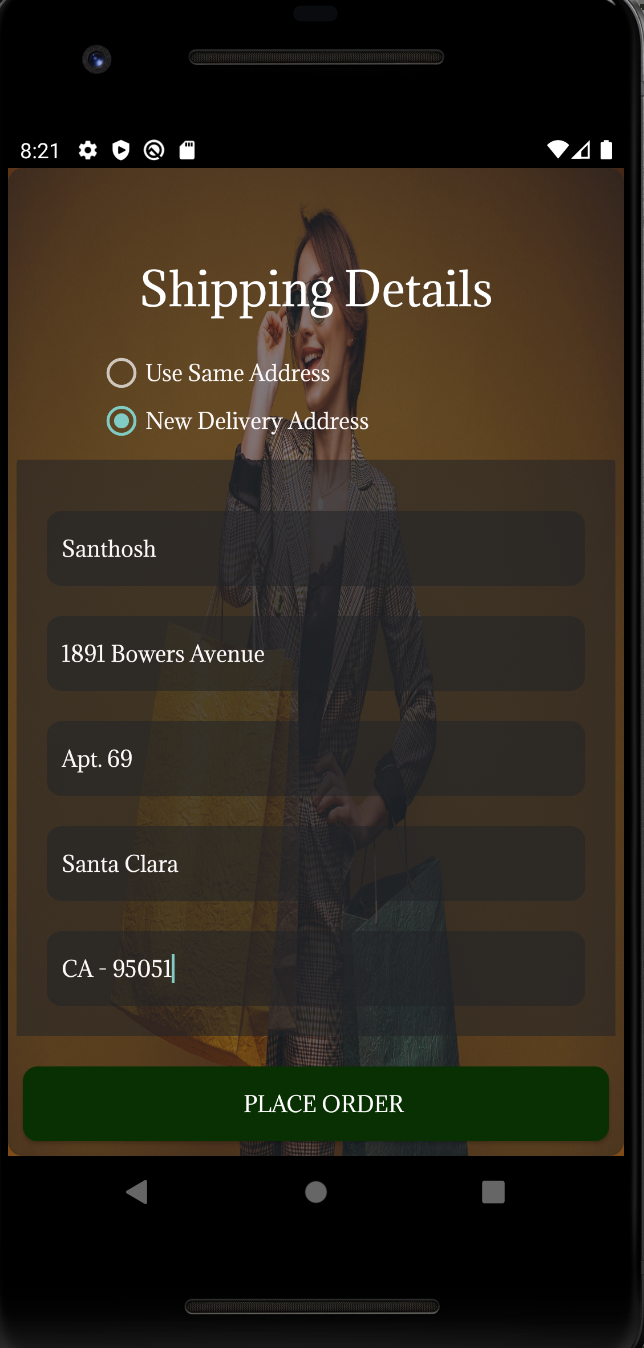 8:21
Shipping Details
Use Same Address
New Delivery Address
Santhosh
1891 Bowers Avenue
Apt. 69
Santa Clara
CA - 95051
PLACE ORDER